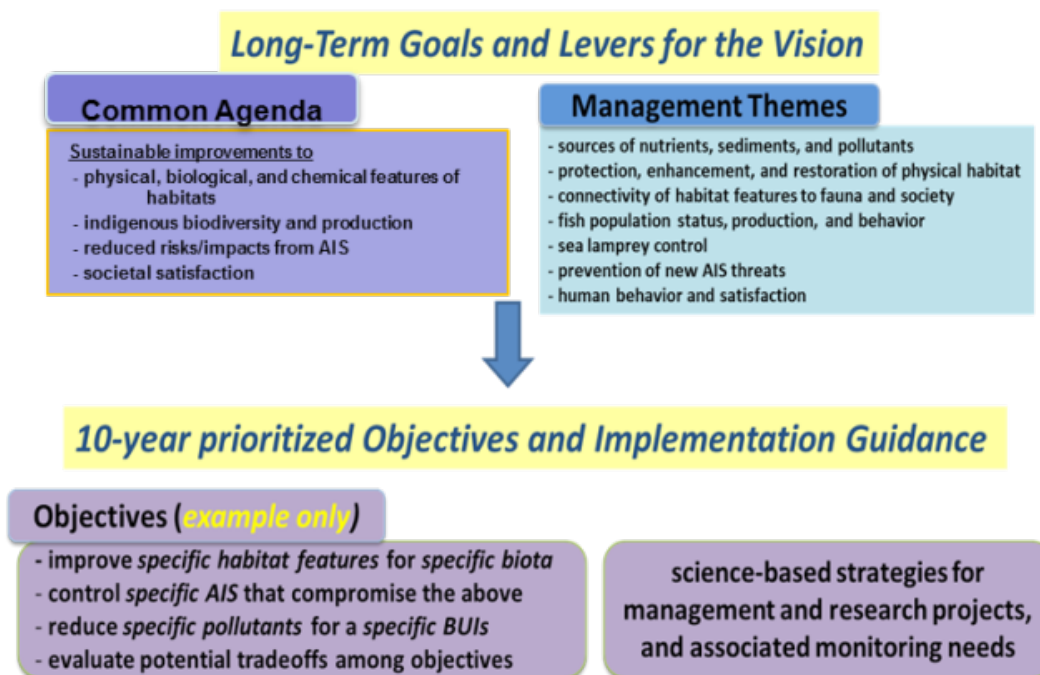 Long-Term Goals and Levers for the Vision
Common Agenda
Sustainable improvements to
- physical, biological, and chemical features of
habitats
- indigenous biodiversity and production
- reduced risks/impacts from AIS
- societal satisfaction
Management Themes
- sources of nutrients, sediments, and pollutants
- protection, enhancement, and restoration of physical habitat
- connectivity of habitat features to fauna and society
- fish population status, production, and behavior
- sea lamprey control
- prevention of new AIS threats
- human behavior and satisfaction
10-year prioritized Objectives and Implementation Guidance
Objectives (example only)
- improve specific habitat features for specific biota
- control specific AIS that compromise the above
- reduce specific pollutants for a specific BUIs
- evaluate potential tradeoffs among objectives
science-based strategies for
management and research projects,
and associated monitoring needs